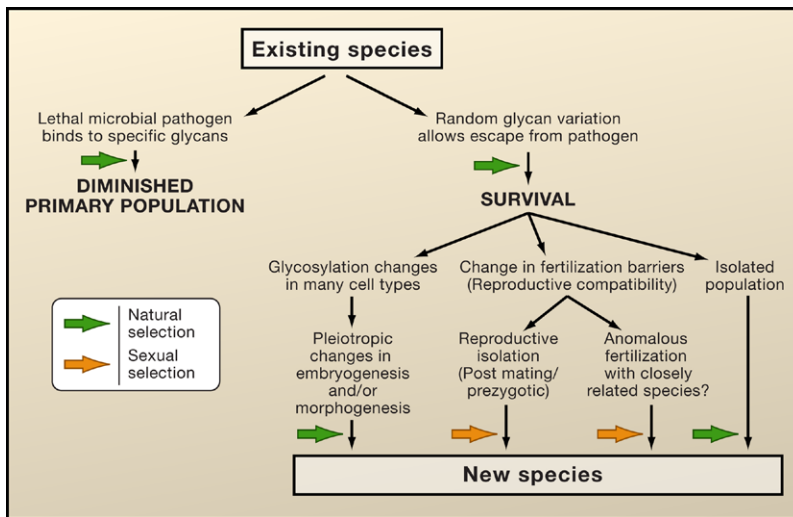 Existing species
Lethal microbial pathogen
binds to specific glycans
DIMINISHED
PRIMARY POPULATION
Random glycan variation
allows escape from pathogen
SURVIVAL
Glycosylation changes
in many cell types
Change in fertilization barriers
(Reproductive compatibility)
Isolated
population
Pleiotropic
changes in
embryogenesis
and/or
morphogenesis
Reproductive
isolation
(Post mating/
prezygotic)
Anomalous
fertilization
with closely
related species?
Natural
selection
Sexual
selection
New species